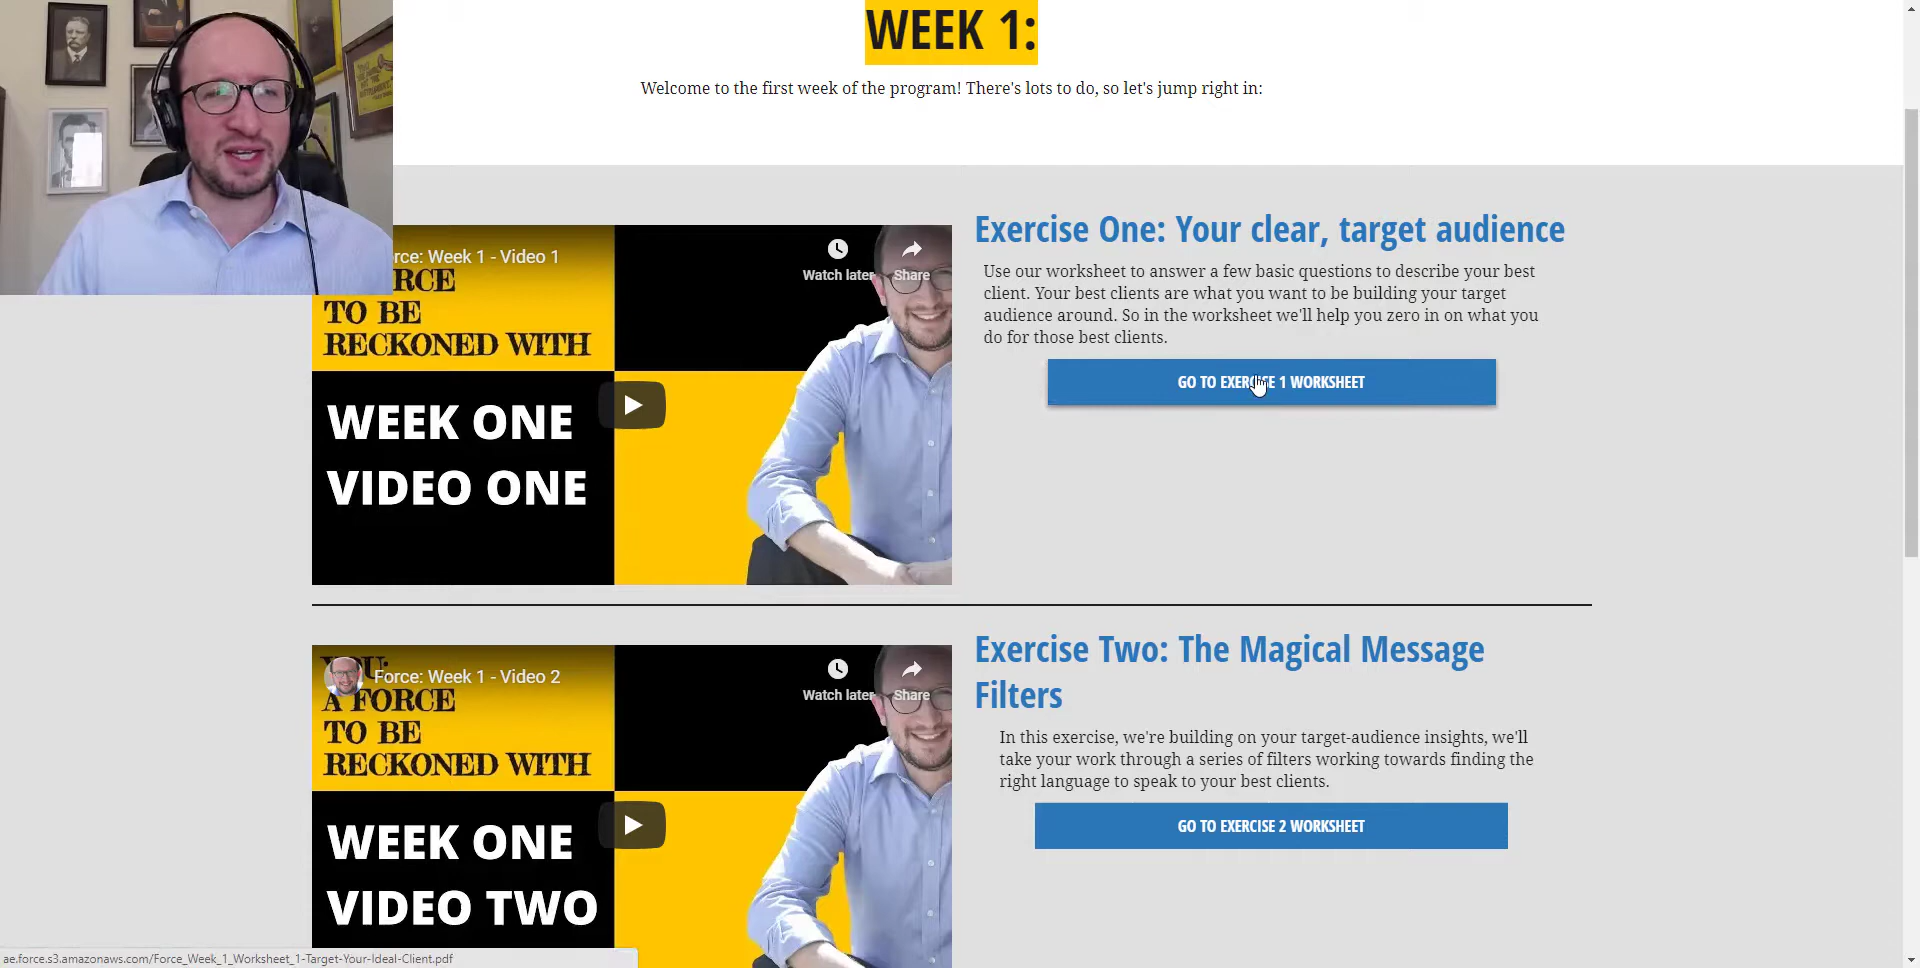 WEEK 1:
Welcome to the first week of the program! There's lots to do, so let's jump right in:
rce: Week 1 - Video 1
Watch later
Share
RCE
TO BE
RECKONED WITH
WEEK ONE
VIDEO ONE
Exercise One: Your clear, target audience
Use our worksheet to answer a few basic questions to describe your best
client. Your best clients are what you want to be building your target
audience around. So in the worksheet we'll help you zero in on what you
do for those best clients.
GO TO EXERCISE 1 WORKSHEET
YOU:
Force: Week 1 - Video 2
Watch later
Share
A FORCE
TO BE
RECKONED WITH
WEEK ONE
VIDEO TWO
Exercise Two: The Magical Message
Filters
In this exercise, we're building on your target-audience insights, we'll
take your work through a series of filters working towards finding the
right language to speak to your best clients.
GO TO EXERCISE 2 WORKSHEET
ae.force.s3.amazonaws.com/Force_Week_1_Worksheet_1-Target-Your-Ideal-Client.pdf